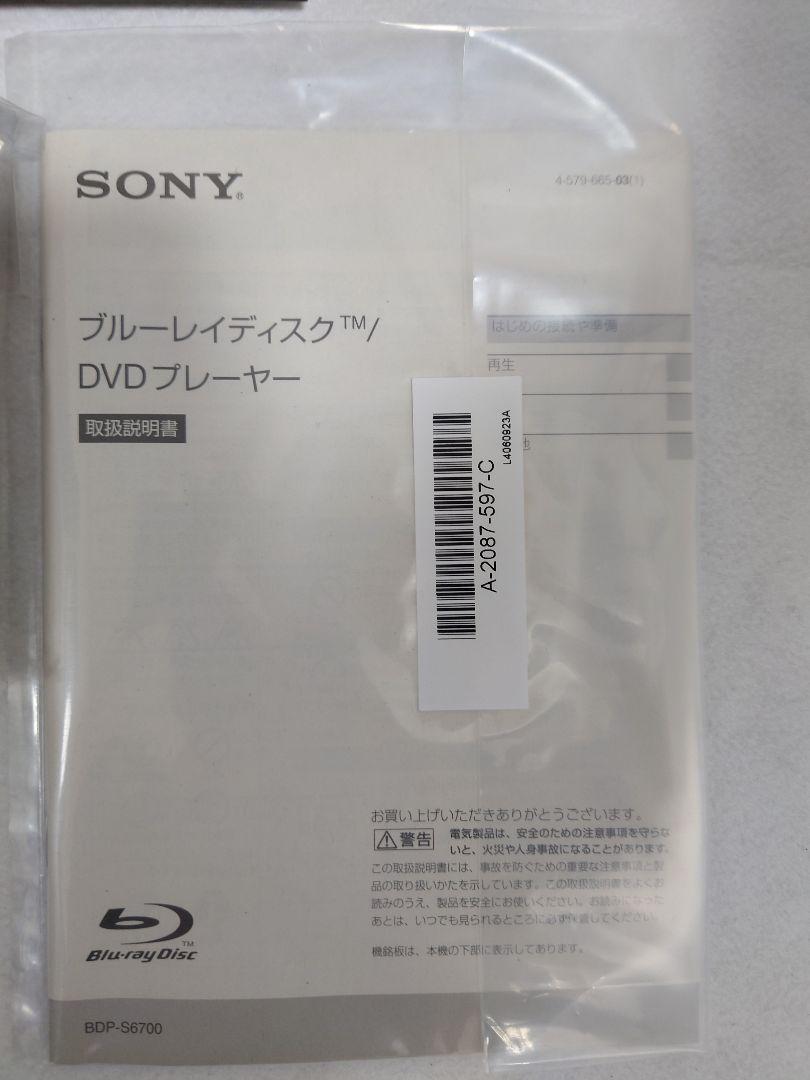 SONY®
4-579-665-03(1)
ブルーレイディスク™/
DVDプレーヤー
取扱説明書
はじめの接続や準備
再生
他
A-2087-597-C
L4060923A
お買い上げいただきありがとうございます。
警告
電気製品は、安全のための注意事項を守らな
いと、火災や人身事故になることがあります。
この取扱説明書には、事故を防ぐための重要な注意事項と製
品の取り扱いかたを示しています。この取扱説明書をよくお
読みのうえ、製品を安全にお使いください。お読みになった
あとは、いつでも見られるところに必ず保管してください。
機銘板は、本機の下部に表示してあります。
Blu-ray Disc™
BDP-S6700